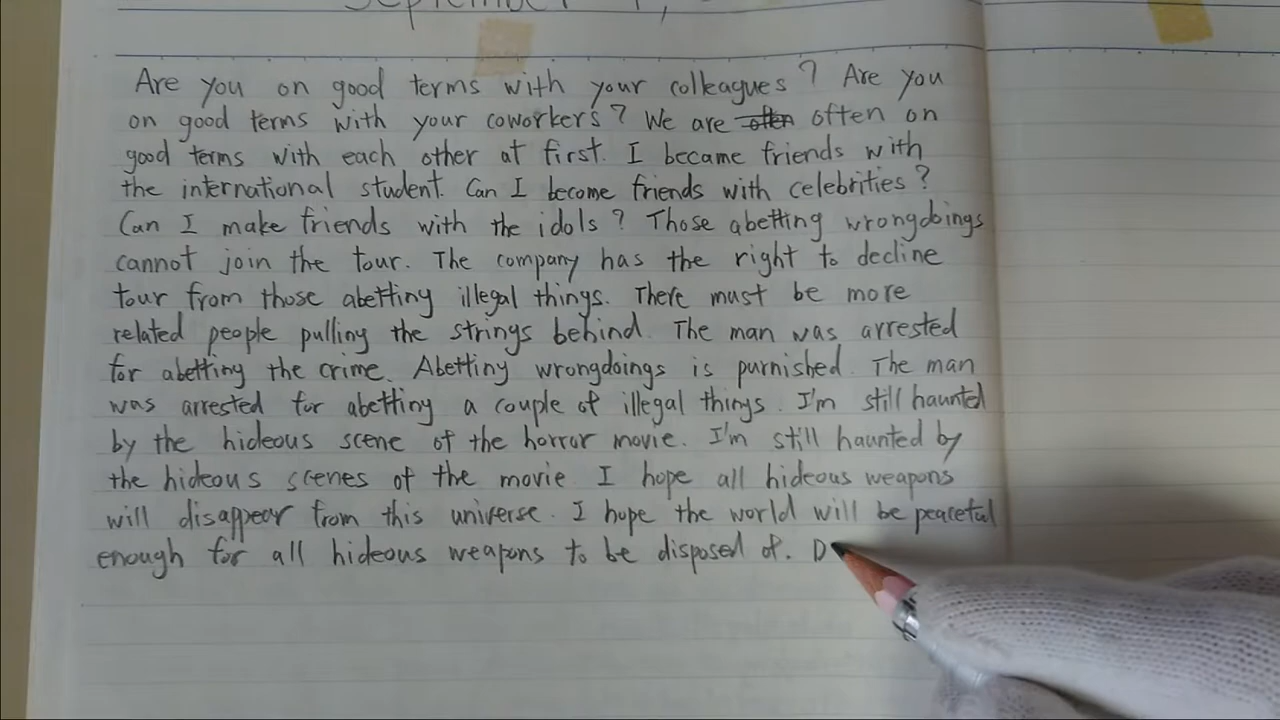 September
Are you on good terms with your colleagues? Are you
on good terms with your coworkers? We are often often on
good terms with each other at first. I became friends with
the international student. Can I become friends with celebrities?
Can I make friends with the idols? Those abetting wrongdoings
cannot join the tour. The company has the right to decline
tour from those abetting illegal things. There must be more
related people pulling the strings behind. The man was arrested
for abetting the crime. Abetting wrongdoings is purnished. The man
was arrested for abetting a couple of illegal things. I'm still haunted
by the hideous scene of the horror movie. I'm still haunted by
the hideous scenes of the movie I hope all hideous weapons
will disappear from this universe. I hope the world will be peaceful
enough for all hideous weapons to be disposed of. D